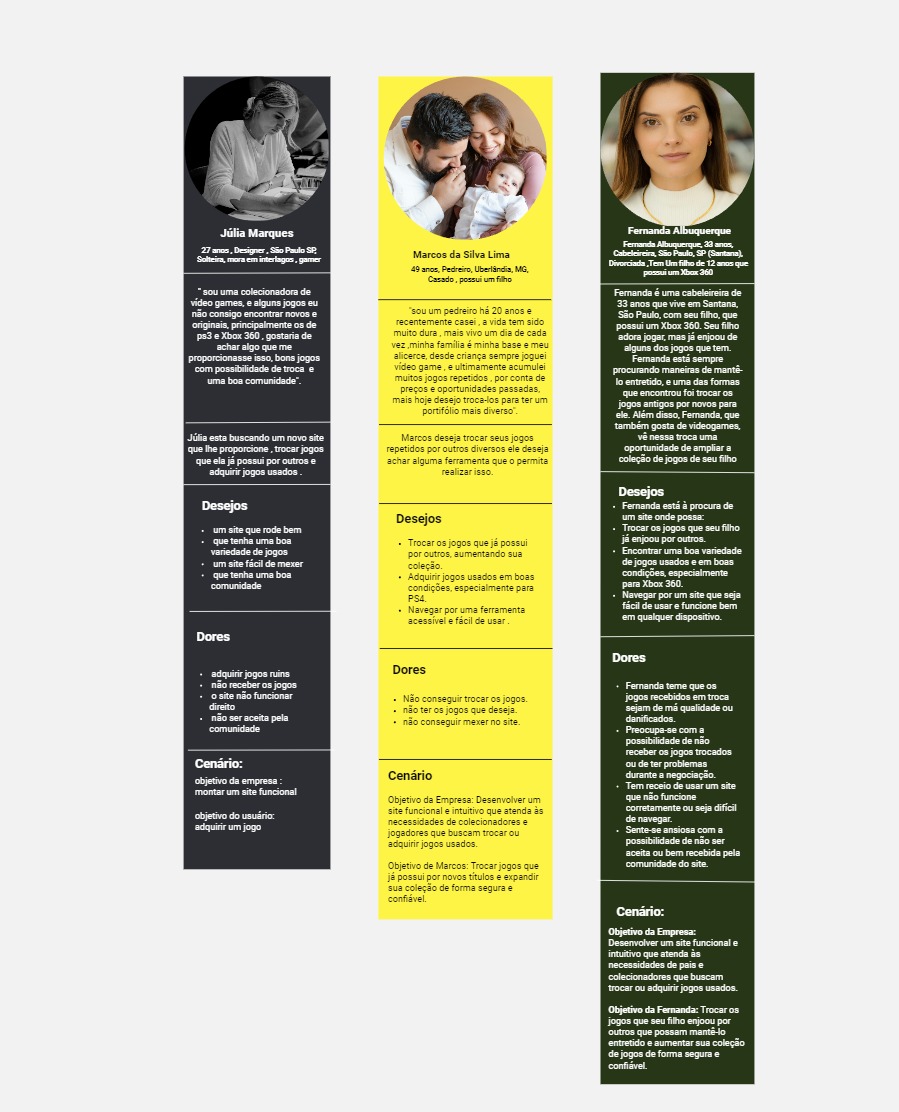 Júlia Marques
27 anos , Designer , São Paulo SP,
Solteira, mora em interlagos , gamer
" sou uma colecionadora de
vídeo games, e alguns jogos eu
não consigo encontrar novos e
originais, principalmente os de
ps3 e Xbox 360 , gostaria de
achar algo que me
proporcionasse isso, bons jogos
com possibilidade de troca e
uma boa comunidade".
Júlia esta buscando um novo site
que lhe proporcione , trocar jogos
que ela já possui por outros e
adquirir jogos usados .
Desejos
• um site que rode bem
• que tenha uma boa
variedade de jogos
• um site fácil de mexer
• que tenha uma boa
comunidade
Dores
• adquirir jogos ruins
• não receber os jogos
• o site não funcionar
direito
• não ser aceita pela
comunidade
Cenário:
objetivo da empresa :
montar um site funcional
objetivo do usuário:
adquirir um jogo
Marcos da Silva Lima
49 anos, Pedreiro, Uberlândia, MG,
Casado , possui um filho
"sou um pedreiro há 20 anos e
recentemente casei , a vida tem sido
muito dura , mais vivo um dia de cada
vez ,minha família é minha base e meu
alicerce, desde criança sempre joguei
vídeo game , e ultimamente acumulei
muitos jogos repetidos , por conta de
preços e oportunidades passadas,
mais hoje desejo troca-los para ter um
portifólio mais diverso".
Marcos deseja trocar seus jogos
repetidos por outros diversos ele deseja
achar alguma ferramenta que o permita
realizar isso.
Desejos
• Trocar os jogos que já possui
por outros, aumentando sua
coleção.
• Adquirir jogos usados em boas
condições, especialmente para
PS4.
• Navegar por uma ferramenta
acessível e fácil de usar .
Dores
• Não conseguir trocar os jogos.
• não ter os jogos que deseja.
• não conseguir mexer no site.
Cenário
Objetivo da Empresa: Desenvolver um
site funcional e intuitivo que atenda às
necessidades de colecionadores e
jogadores que buscam trocar ou
adquirir jogos usados.
Objetivo de Marcos: Trocar jogos que
já possui por novos títulos e expandir
sua coleção de forma segura e
confiável.
Fernanda Albuquerque
Fernanda Albuquerque, 33 anos,
Cabeleireira, São Paulo, SP (Santana),
Divorciada ,Tem Um filho de 12 anos que
possui um Xbox 360
Fernanda é uma cabeleireira de
33 anos que vive em Santana,
São Paulo, com seu filho, que
possui um Xbox 360. Seu filho
adora jogar, mas já enjoou de
alguns dos jogos que tem.
Fernanda está sempre
procurando maneiras de mantê-
lo entretido, e uma das formas
que encontrou foi trocar os
jogos antigos por novos para
ele. Além disso, Fernanda, que
também gosta de videogames,
vê nessa troca uma
oportunidade de ampliar a
coleção de jogos de seu filho
Desejos
• Fernanda está à procura de
um site onde possa:
• Trocar os jogos que seu filho
já enjoou por outros.
• Encontrar uma boa variedade
de jogos usados e em boas
condições, especialmente
para Xbox 360.
• Navegar por um site que seja
fácil de usar e funcione bem
em qualquer dispositivo.
Dores
• Fernanda teme que os
jogos recebidos em troca
sejam de má qualidade ou
danificados.
• Preocupa-se com a
possibilidade de não
receber os jogos trocados
ou de ter problemas
durante a negociação.
• Tem receio de usar um site
que não funcione
corretamente ou seja difícil
de navegar.
• Sente-se ansiosa com a
possibilidade de não ser
aceita ou bem recebida pela
comunidade do site.
Cenário:
Objetivo da Empresa:
Desenvolver um site funcional e
intuitivo que atenda às
necessidades de pais e
colecionadores que buscam
trocar ou adquirir jogos usados.
Objetivo da Fernanda: Trocar os
jogos que seu filho enjoou por
outros que possam mantê-lo
entretido e aumentar sua coleção
de jogos de forma segura e
confiável.